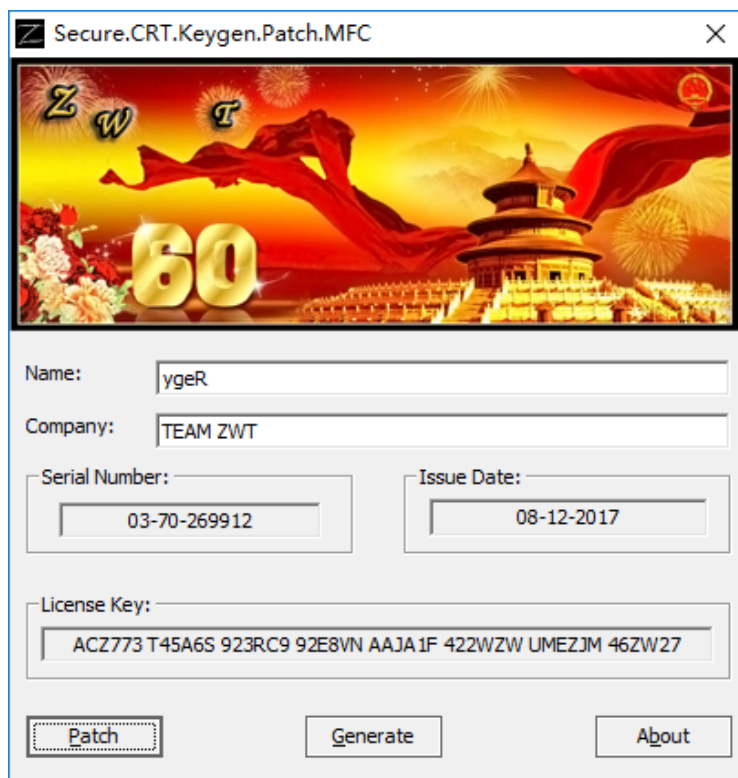 Secure.CRT.Keygen.Patch.MFC
Z W T
60
Name: ygeR
Company: TEAM ZWT
Serial Number: Issue Date:
03-70-269912 08-12-2017
License Key:
ACZ773 T45A6S 923RC9 92E8VN AAJA1F 422WZW UMEZJM 46ZW27
Patch Generate About